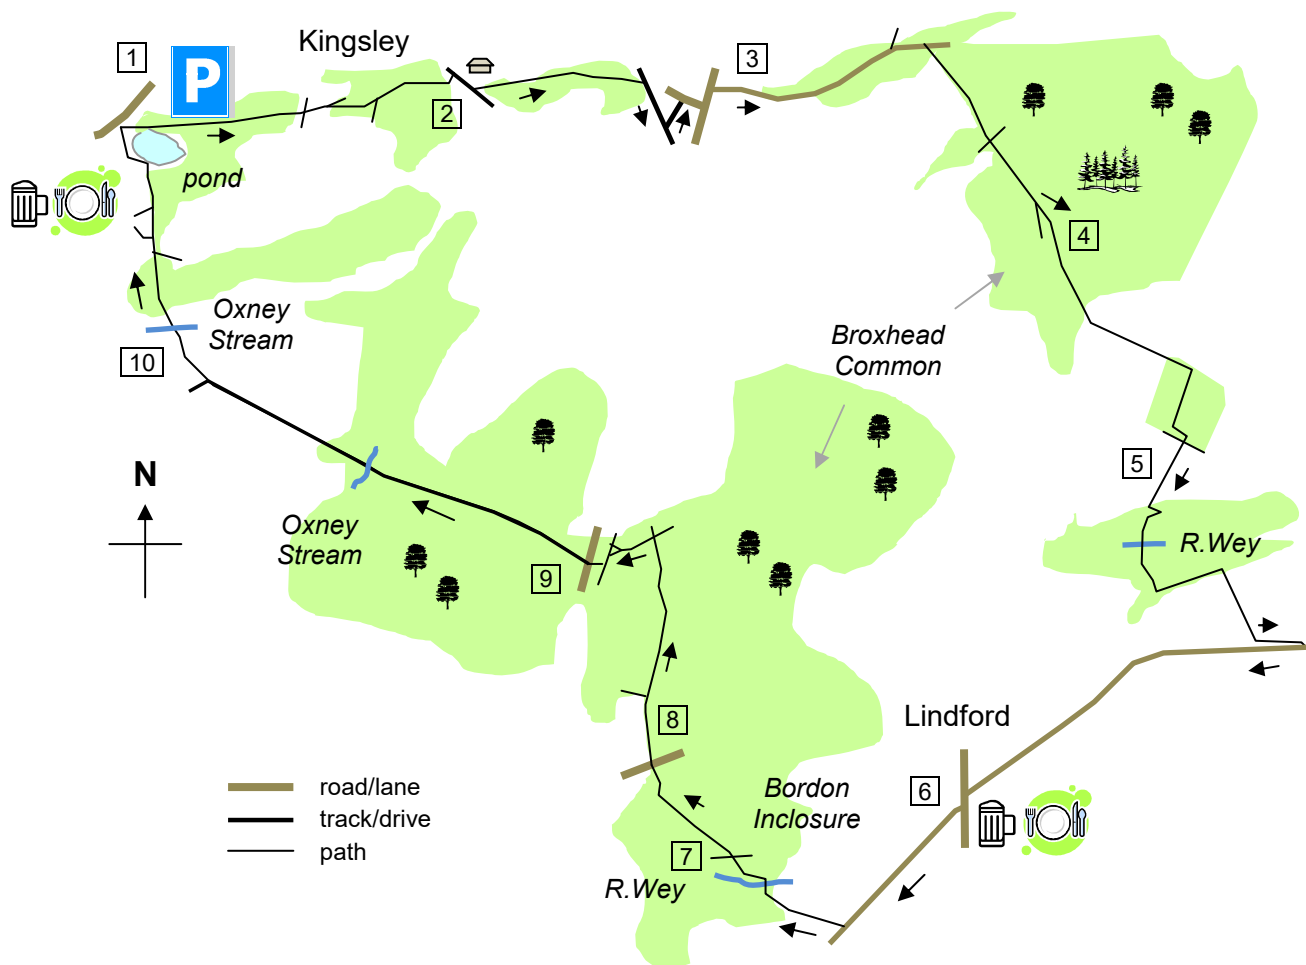 1
P
Kingsley
3
2
pond
4
Oxney
Stream
Broxhead
Common
10
N
5
Oxney
Stream
R.Wey
9
Lindford
8
road/lane
track/drive
path
Bordon
Inclosure
6
7
R.Wey